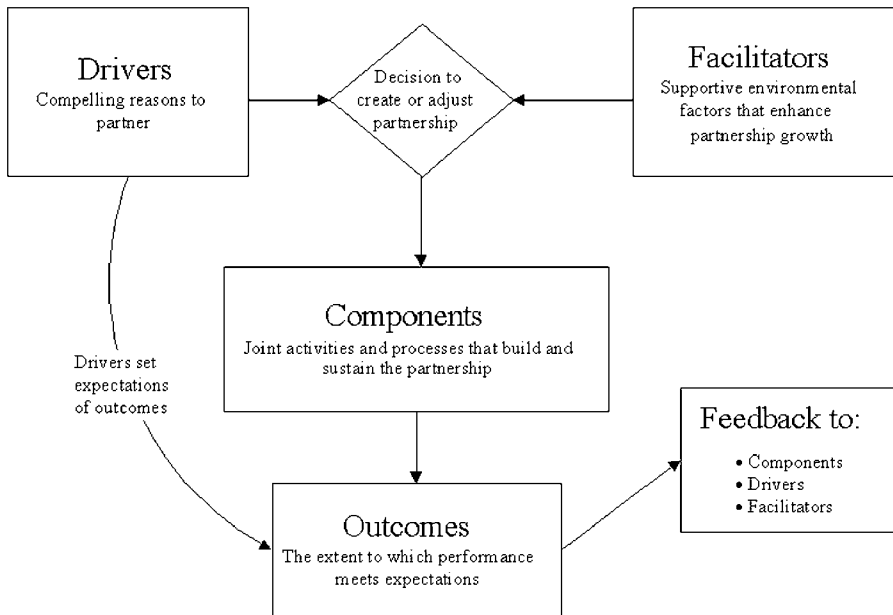 Drivers
Compelling reasons to
partner
Decision to
create or adjust
partnership
Facilitators
Supportive environmental
factors that enhance
partnership growth
Components
Joint activities and processes that build and
sustain the partnership
Drivers set
expectations
of outcomes
Feedback to:
• Components
• Drivers
• Facilitators
Outcomes
The extent to which performance
meets expectations